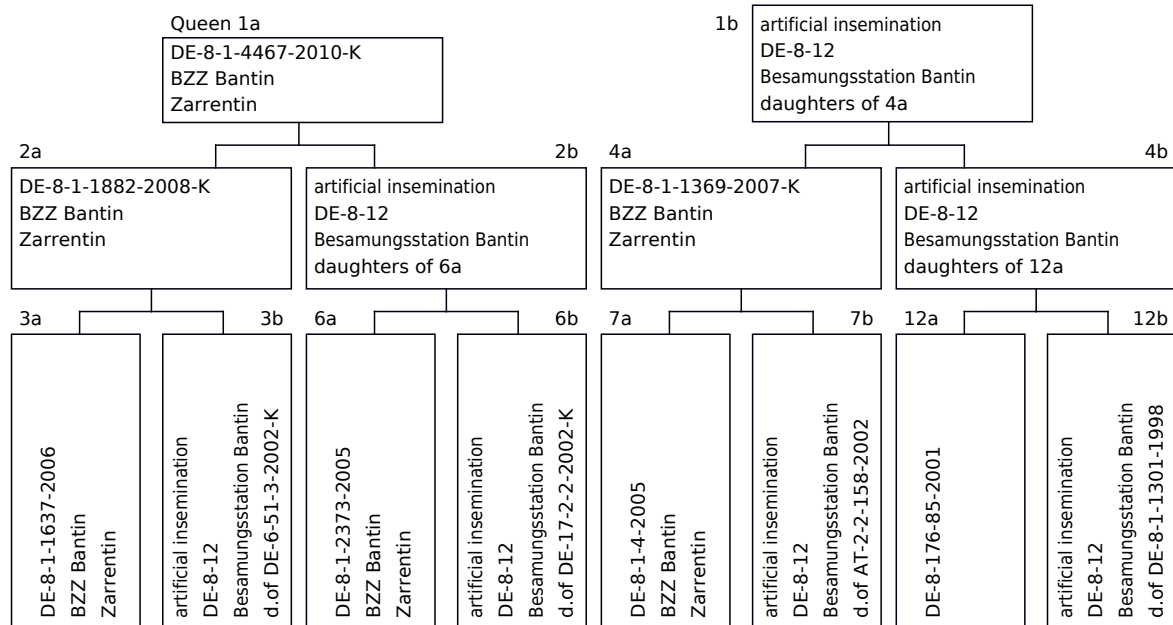 Queen 1a
DE-8-1-4467-2010-K
BZZ Bantin
Zarrentin
1b
artificial insemination
DE-8-12
Besamungsstation Bantin
daughters of 4a
2a
DE-8-1-1882-2008-K
BZZ Bantin
Zarrentin
2b
artificial insemination
DE-8-12
Besamungsstation Bantin
daughters of 6a
4a
DE-8-1-1369-2007-K
BZZ Bantin
Zarrentin
4b
artificial insemination
DE-8-12
Besamungsstation Bantin
daughters of 12a
3a
DE-8-1-1637-2006
BZZ Bantin
Zarrentin
3b
artificial insemination
DE-8-12
Besamungsstation Bantin
d.of DE-6-51-3-2002-K
6a
DE-8-1-2373-2005
BZZ Bantin
Zarrentin
6b
artificial insemination
DE-8-12
Besamungsstation Bantin
d.of DE-17-2-2-2002-K
7a
DE-8-1-4-2005
BZZ Bantin
Zarrentin
7b
artificial insemination
DE-8-12
Besamungsstation Bantin
d.of AT-2-2-158-2002
12a
DE-8-176-85-2001
12b
artificial insemination
DE-8-12
Besamungsstation Bantin
d.of DE-8-1-1301-1998